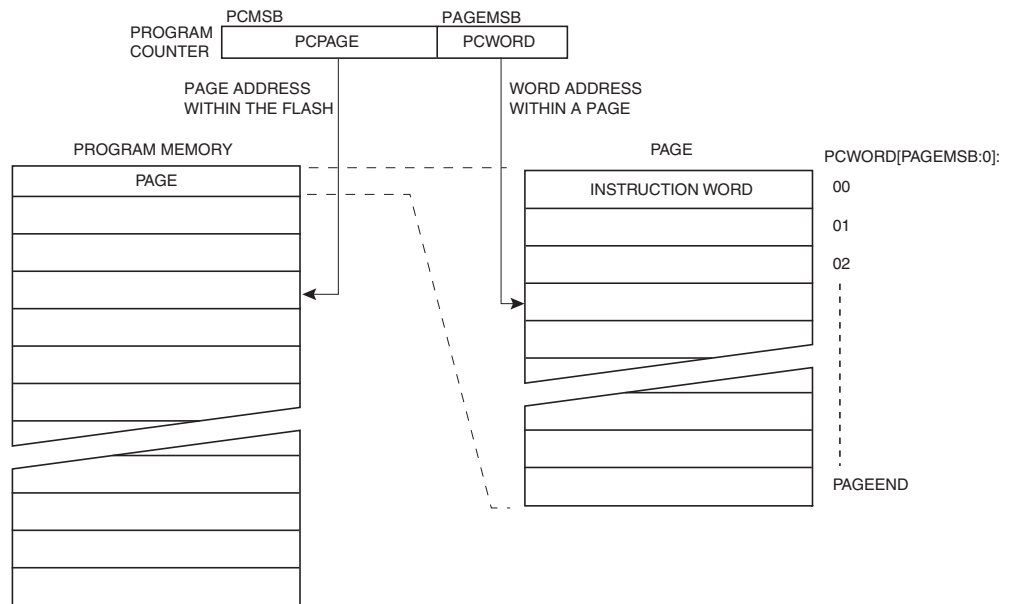 PCMSB
PAGEMSB
PROGRAM
COUNTER
PCPAGE
PCWORD
PAGE ADDRESS
WITHIN THE FLASH
WORD ADDRESS
WITHIN A PAGE
PROGRAM MEMORY
PAGE
PAGE
INSTRUCTION WORD
PCWORD[PAGEMSB:0]:
00
01
02
PAGEEND